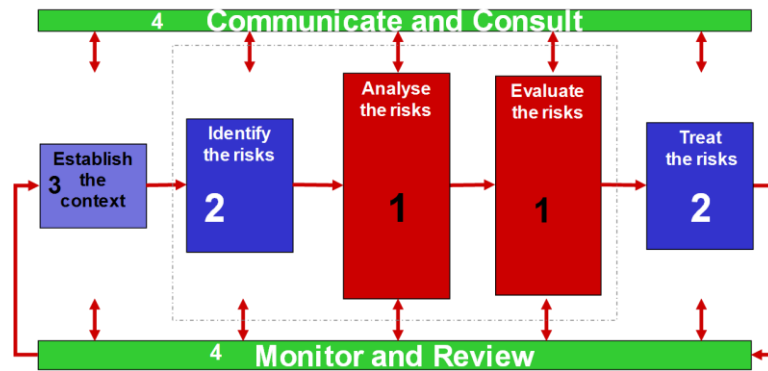 4 Communicate and Consult
Establish
3 the
context
Identify
the risks
2
Analyse
the risks
1
Evaluate
the risks
1
Treat
the risks
2
4 Monitor and Review